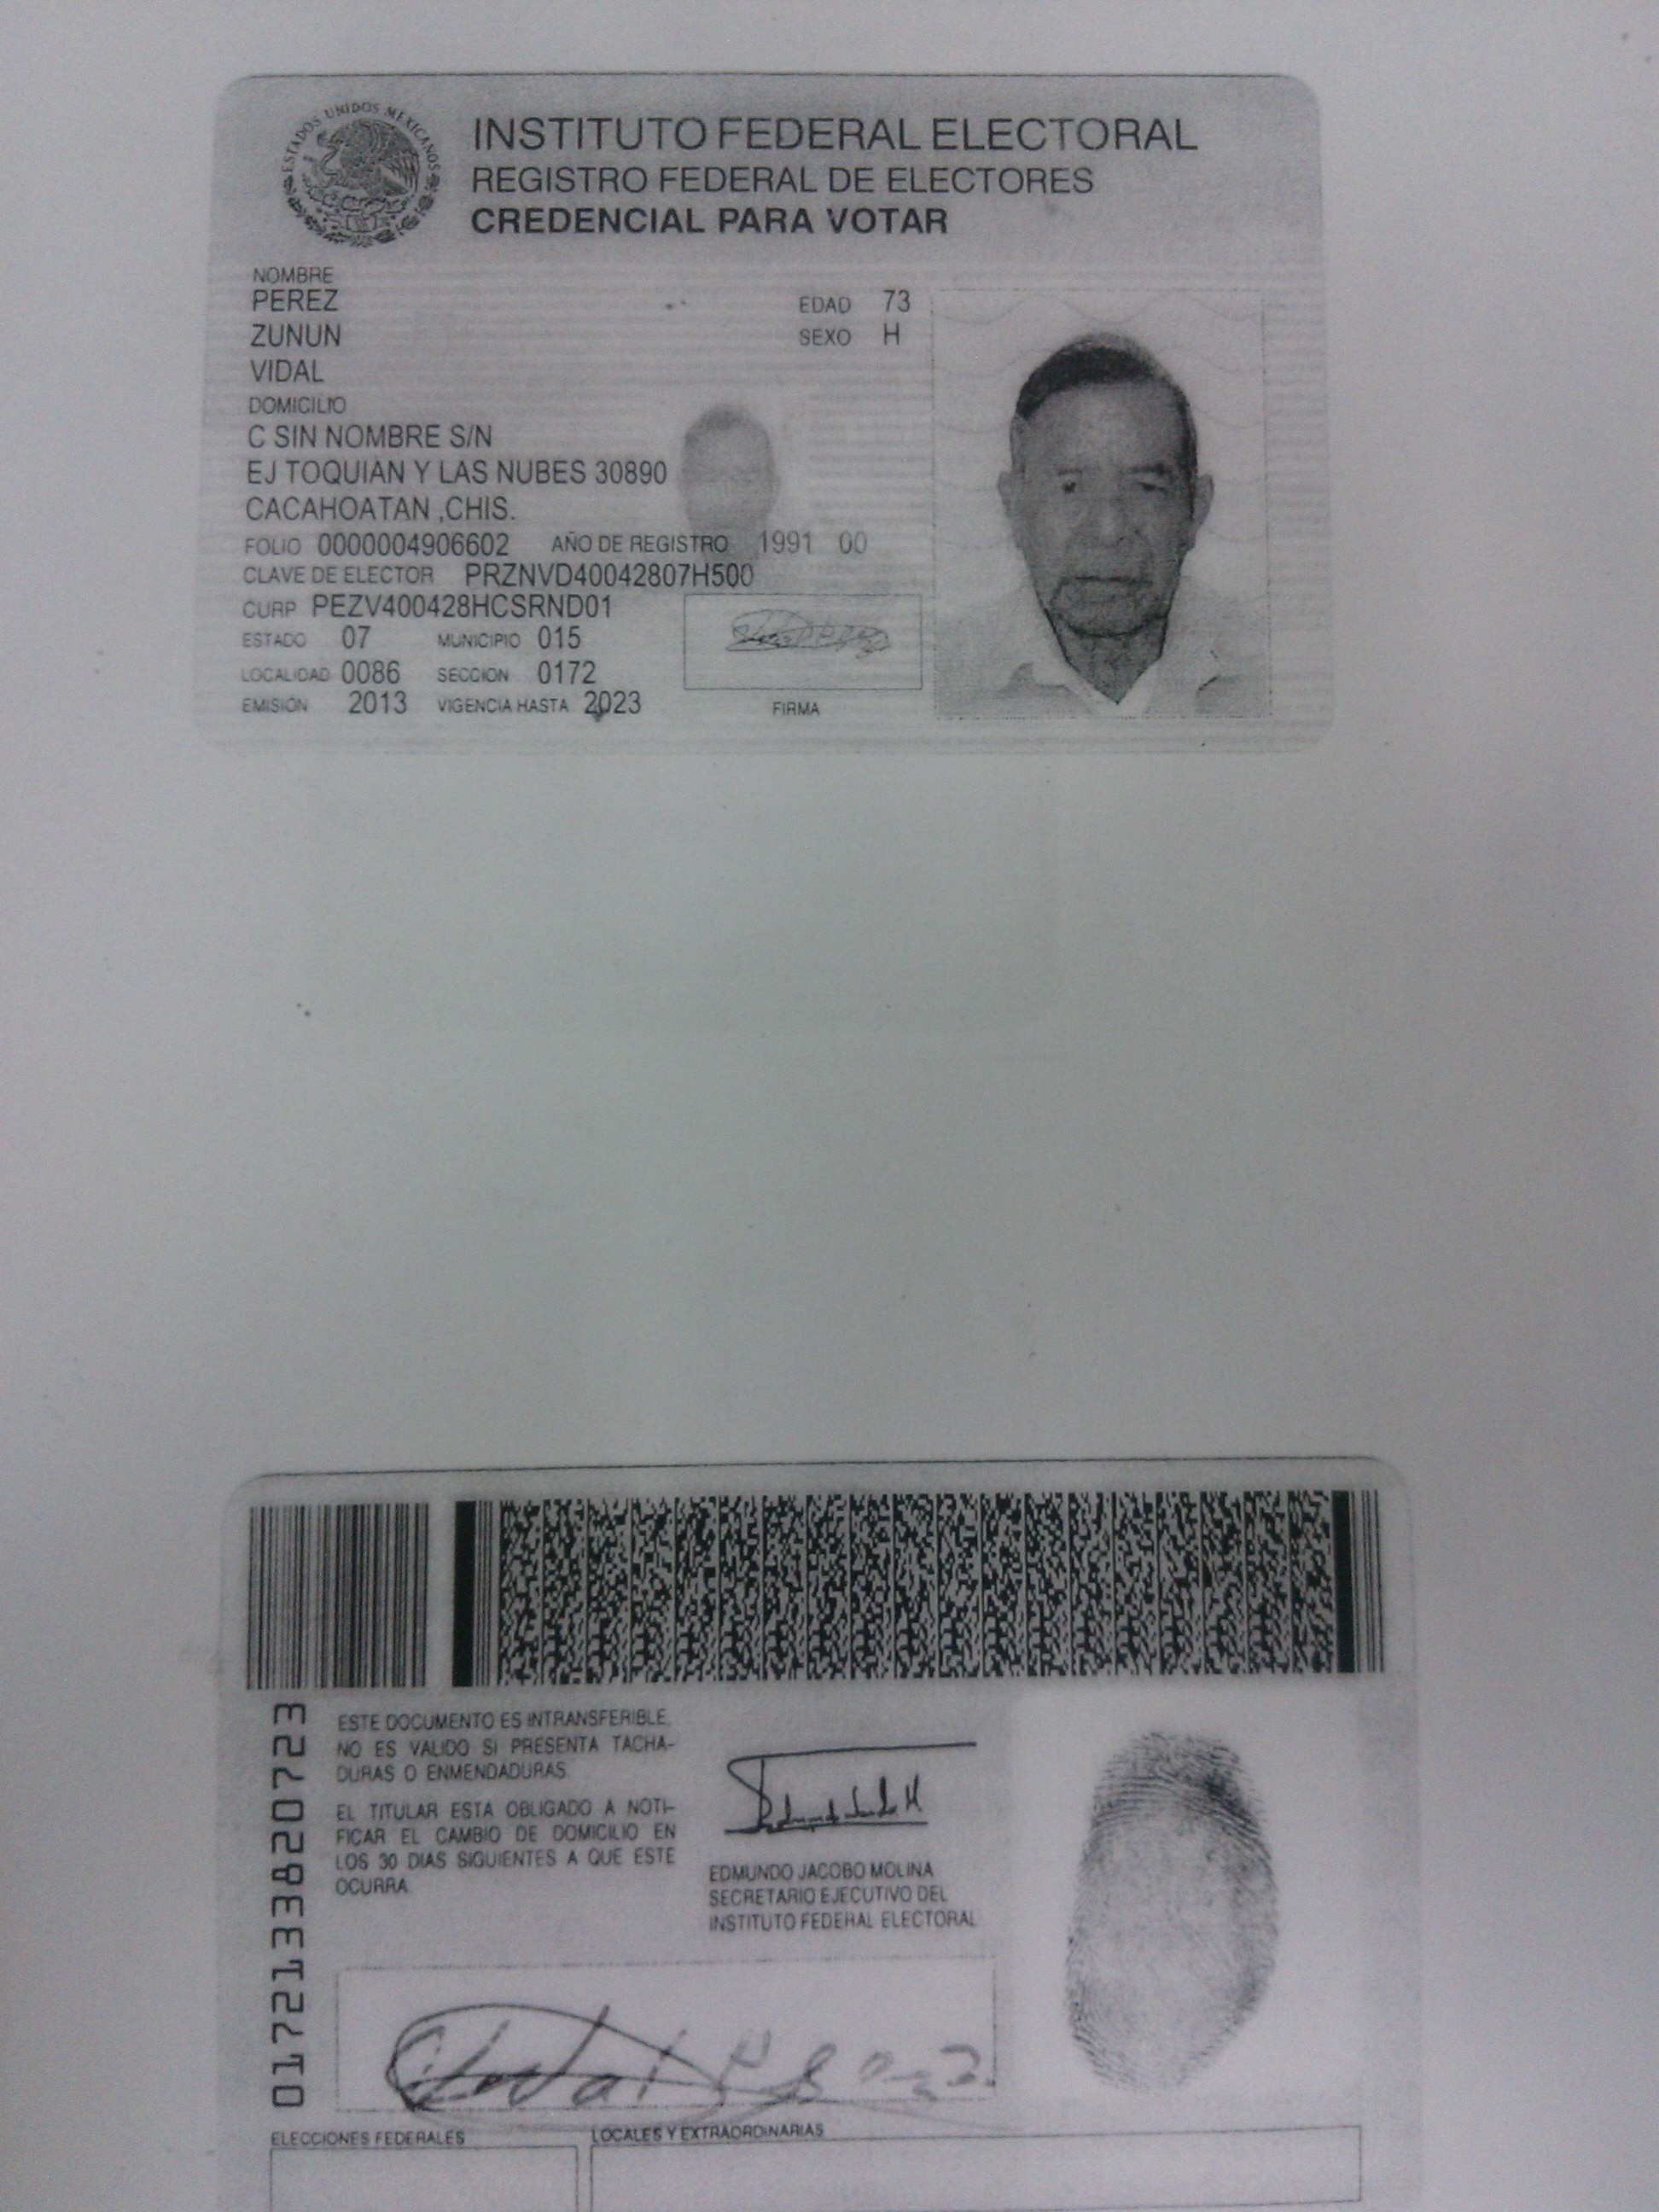 ESTADOS UNIDOS MEXICANOS
INSTITUTO FEDERAL ELECTORAL
REGISTRO FEDERAL DE ELECTORES
CREDENCIAL PARA VOTAR
NOMBRE
PEREZ
ZUNUN
VIDAL
EDAD 73
SEXO H
DOMICILIO
C SIN NOMBRE S/N
EJ TOQUIAN Y LAS NUBES 30890
CACAHOATAN ,CHIS.
FOLIO 0000004906602 AÑO DE REGISTRO 1991 00
CLAVE DE ELECTOR PRZNVD40042807H500
CURP PEZV400428HCSRND01
ESTADO 07 MUNICIPIO 015
LOCALIDAD 0086 SECCION 0172
EMISIÓN 2013 VIGENCIA HASTA 2023
FIRMA
0172133820723
ESTE DOCUMENTO ES INTRANSFERIBLE.
NO ES VALIDO SI PRESENTA TACHA-
DURAS O ENMENDADURAS.
EL TITULAR ESTA OBLIGADO A NOTI-
FICAR EL CAMBIO DE DOMICILIO EN
LOS 30 DIAS SIGUIENTES A QUE ESTE
OCURRA.
EDMUNDO JACOBO MOLINA
SECRETARIO EJECUTIVO DEL
INSTITUTO FEDERAL ELECTORAL
ELECCIONES FEDERALES
LOCALES Y EXTRAORDINARIAS